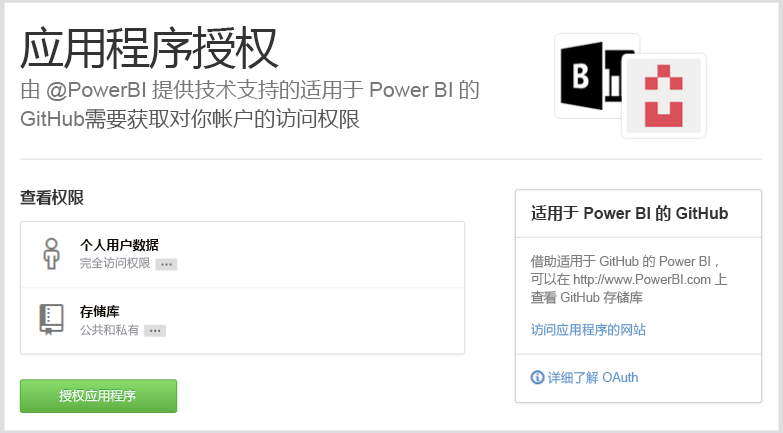 应用程序授权
由 @PowerBI 提供技术支持的适用于 Power BI 的
GitHub需要获取对你帐户的访问权限
B
查看权限
个人用户数据
完全访问权限 ...
存储库
公共和私有 ...
授权应用程序
适用于 Power BI 的 GitHub
借助适用于 GitHub 的 Power BI，
可以在 http://www.PowerBI.com 上
查看 GitHub 存储库
访问应用程序的网站
详细了解 OAuth